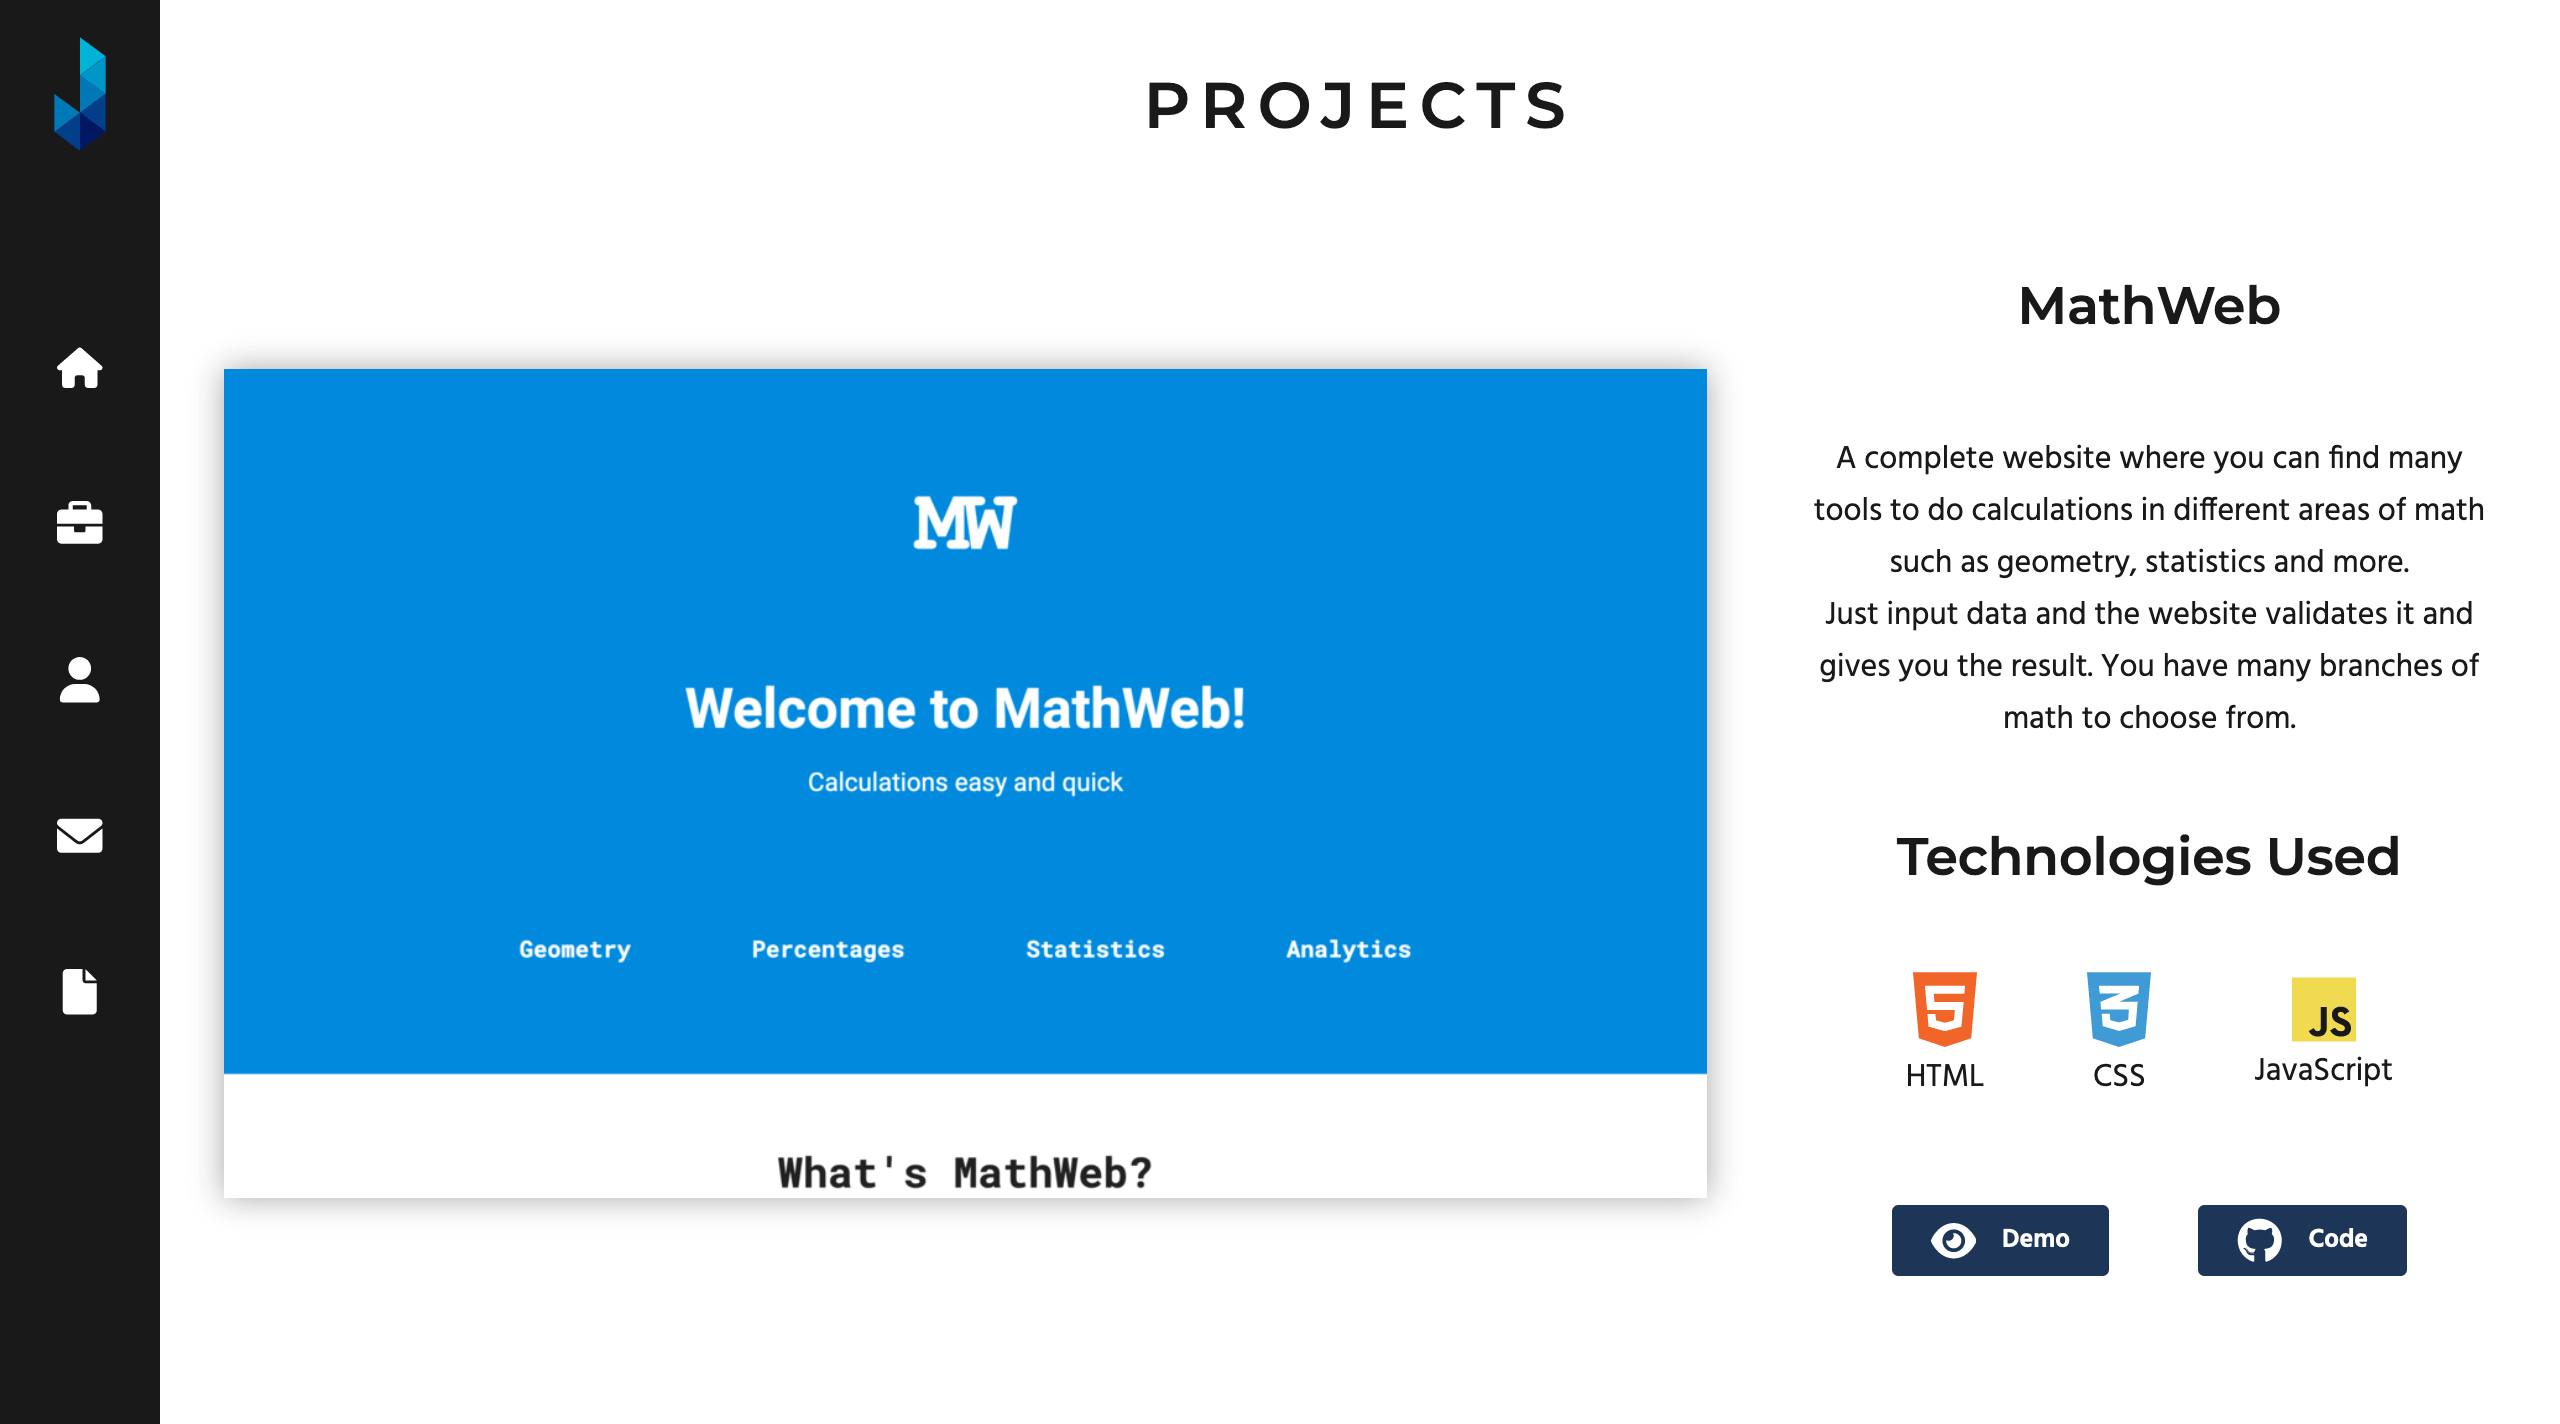 PROJECTS
MW
Welcome to MathWeb!
Calculations easy and quick
Geometry Percentages Statistics Analytics
What's MathWeb?
MathWeb
A complete website where you can find many
tools to do calculations in different areas of math
such as geometry, statistics and more.
Just input data and the website validates it and
gives you the result. You have many branches of
math to choose from.
Technologies Used
JS
HTML CSS JavaScript
Demo Code